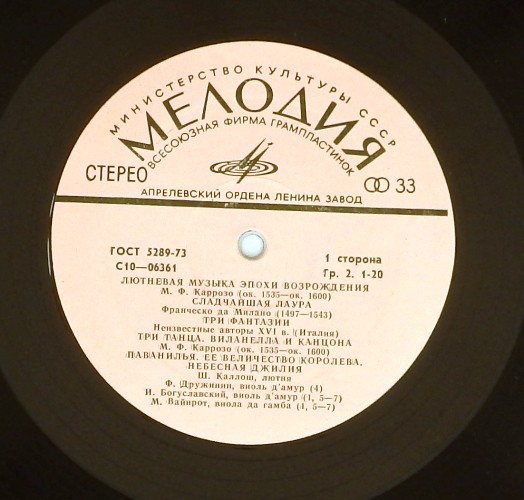 МИНИСТЕРСТВО КУЛЬТУРЫ СССР
МЕЛОДИЯ
ВСЕСОЮЗНАЯ ФИРМА ГРАМПЛАСТИНОК
СТЕРЕО
33
АПРЕЛЕВСКИЙ ОРДЕНА ЛЕНИНА ЗАВОД
ГОСТ 5289-73
1 сторона
С10—06361
Гр. 2. 1-20
ЛЮТНЕВАЯ МУЗЫКА ЭПОХИ ВОЗРОЖДЕНИЯ
М. Ф. Каррозо (ок. 1535—ок. 1600)
СЛАДЧАЙШАЯ ЛАУРА
Франческо да Милано (1497—1543)
ТРИ ФАНТАЗИИ
Неизвестные авторы XVI в. (Италия)
ТРИ ТАНЦА. ВИЛАНЕЛЛА И КАНЦОНА
М. Ф. Каррозо (ок. 1535—ок. 1600)
ПАВАНИЛЬЯ. ЕЕ ВЕЛИЧЕСТВО КОРОЛЕВА.
НЕБЕСНАЯ ДЖИЛИЯ
Ш. Каллош, лютня
Ф. Дружинин, виоль д'амур (4)
И. Богуславский, виоль д'амур (1, 5—7)
М. Вайнрот, виола да гамба (1, 5—7)